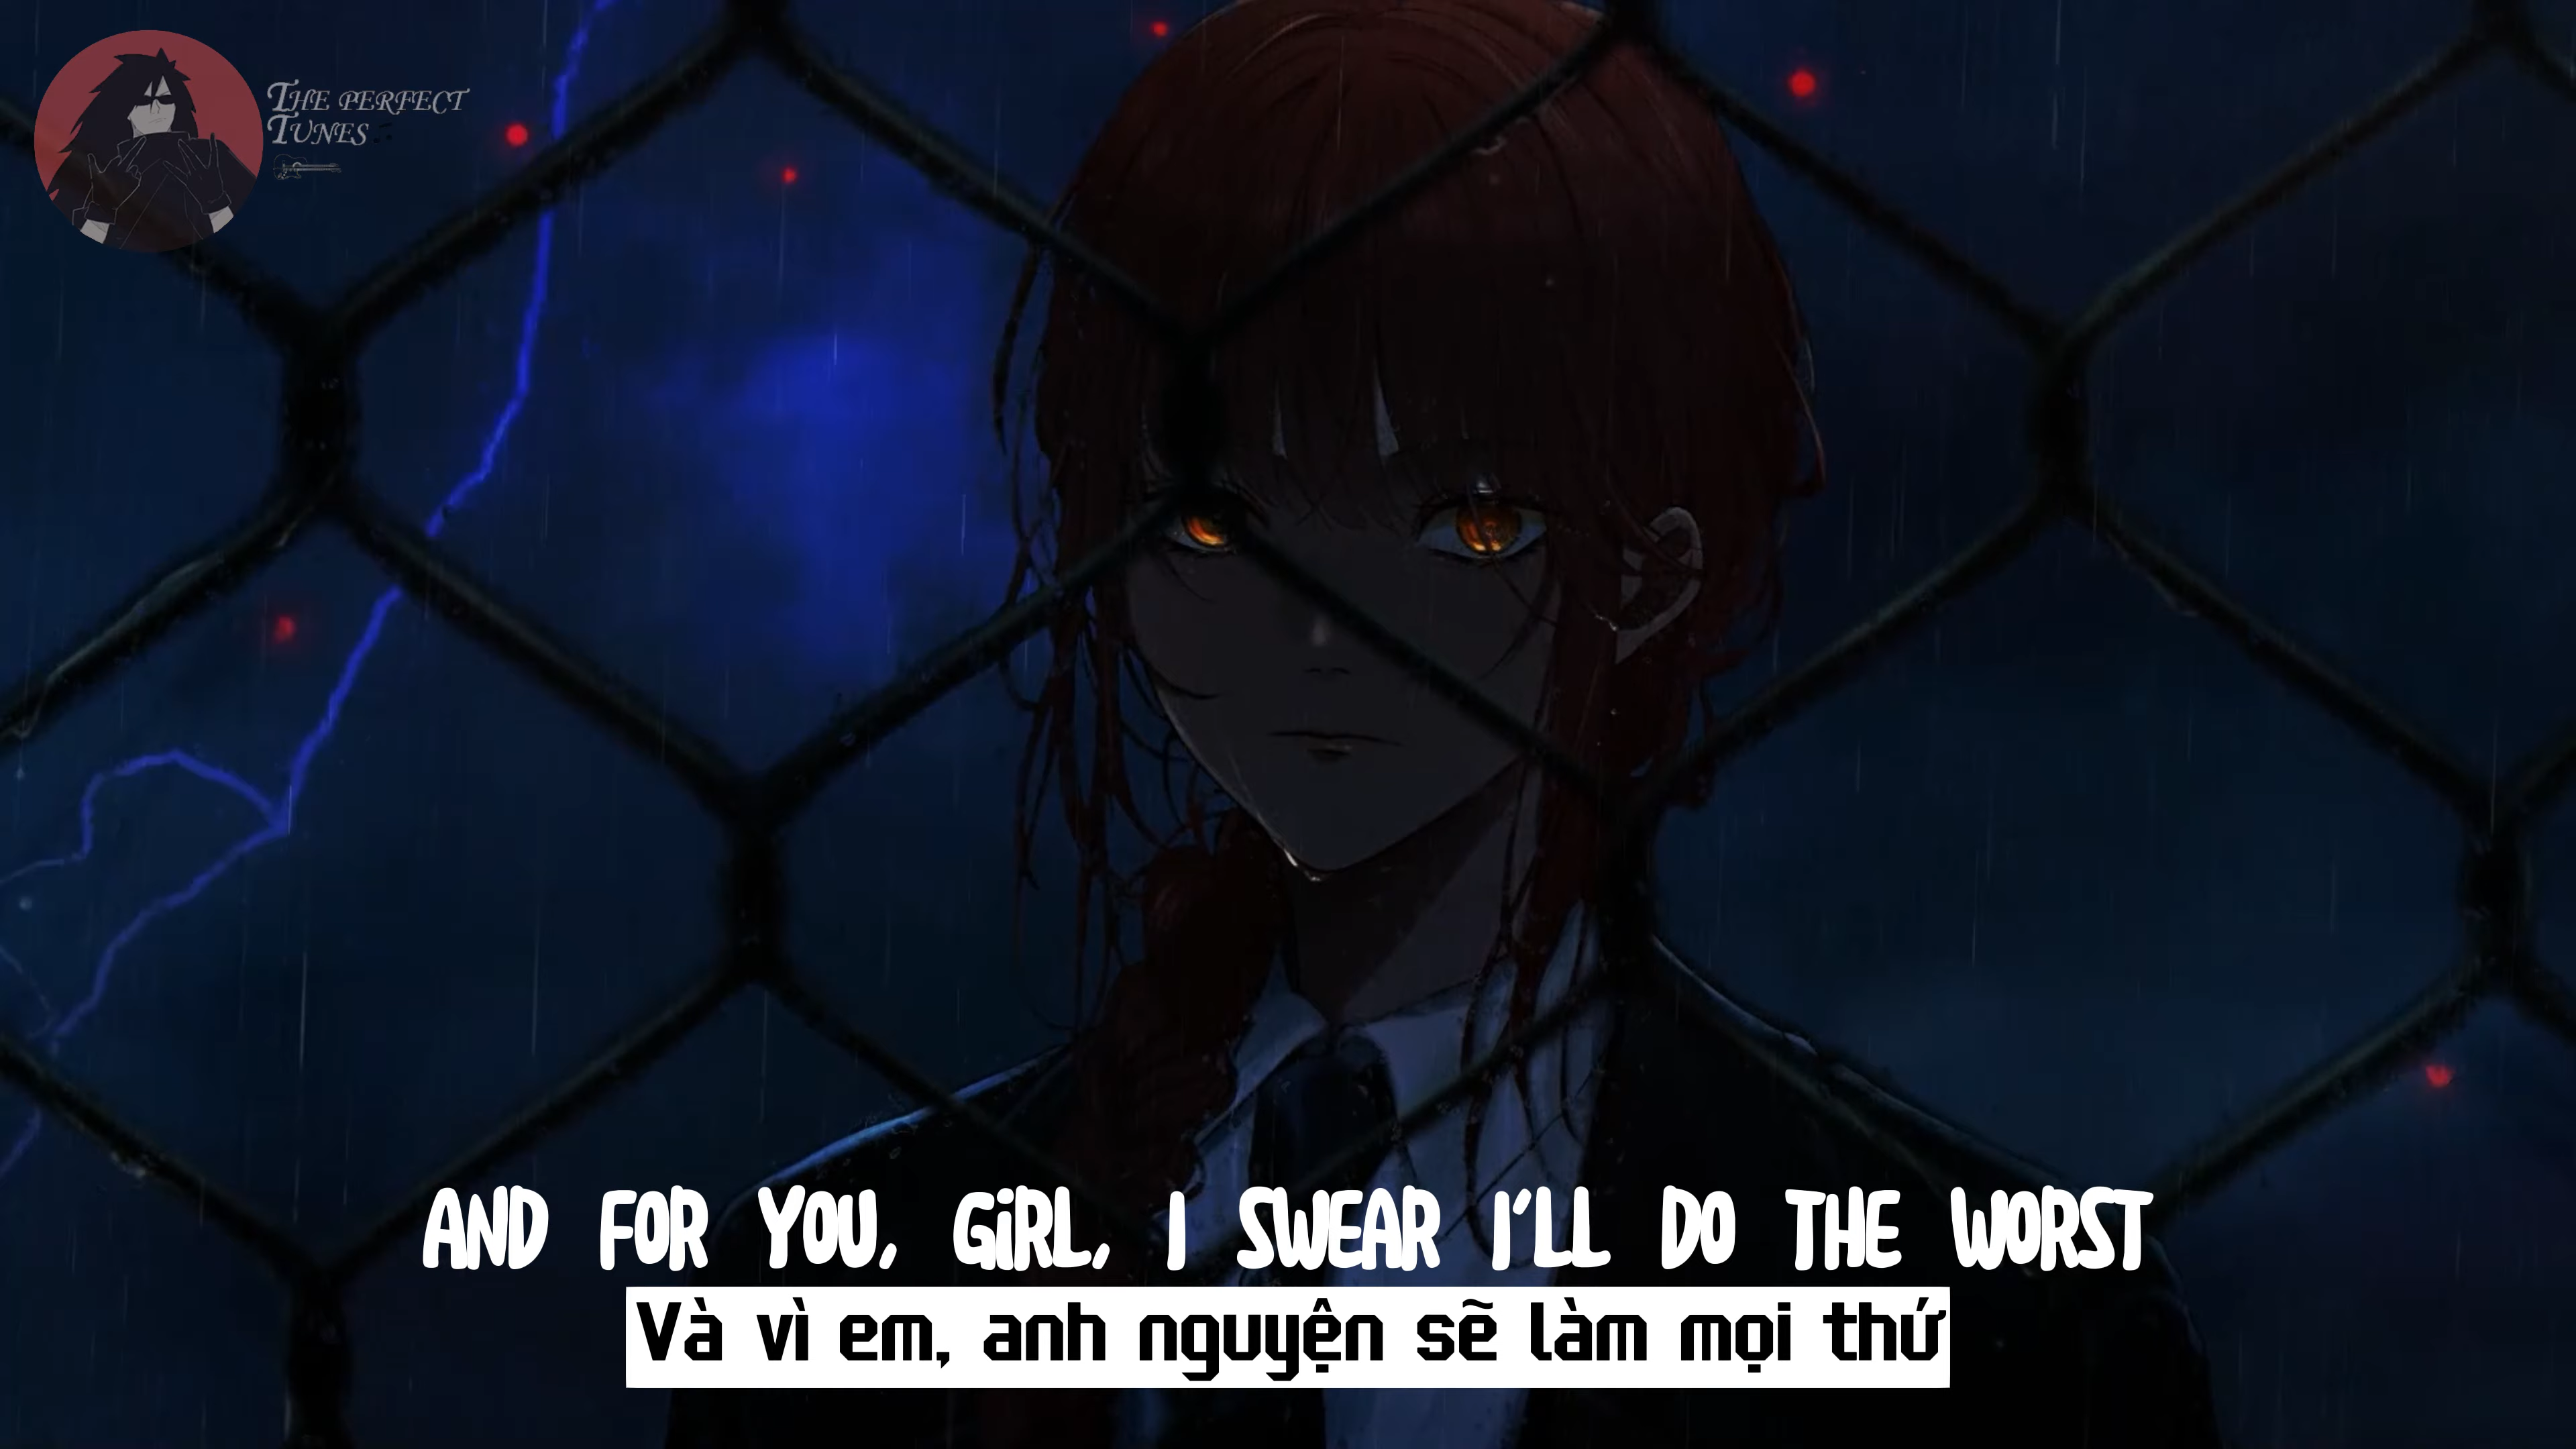 THE PERFECT
TUNES
AND FOR YOU, GiRL, I SWEAR I'LL DO THE WORST
Và vì em, anh nguyện sẽ làm mọi thứ